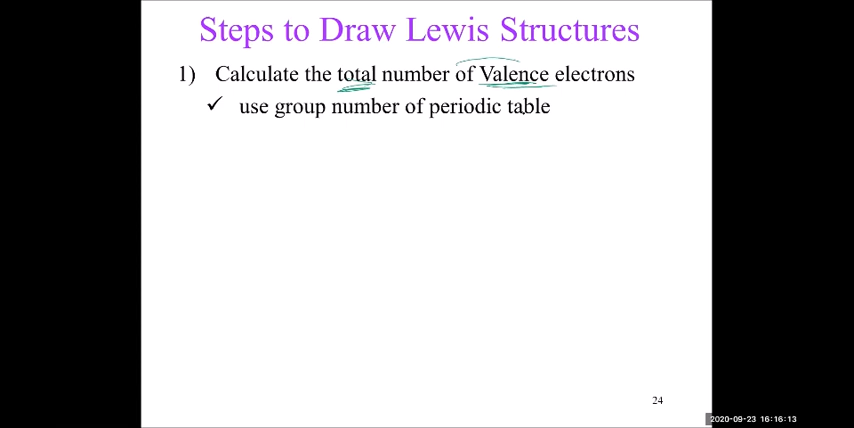 Steps to Draw Lewis Structures
1) Calculate the total number of Valence electrons
✓ use group number of periodic table
24
2020-09-23 16:16:13